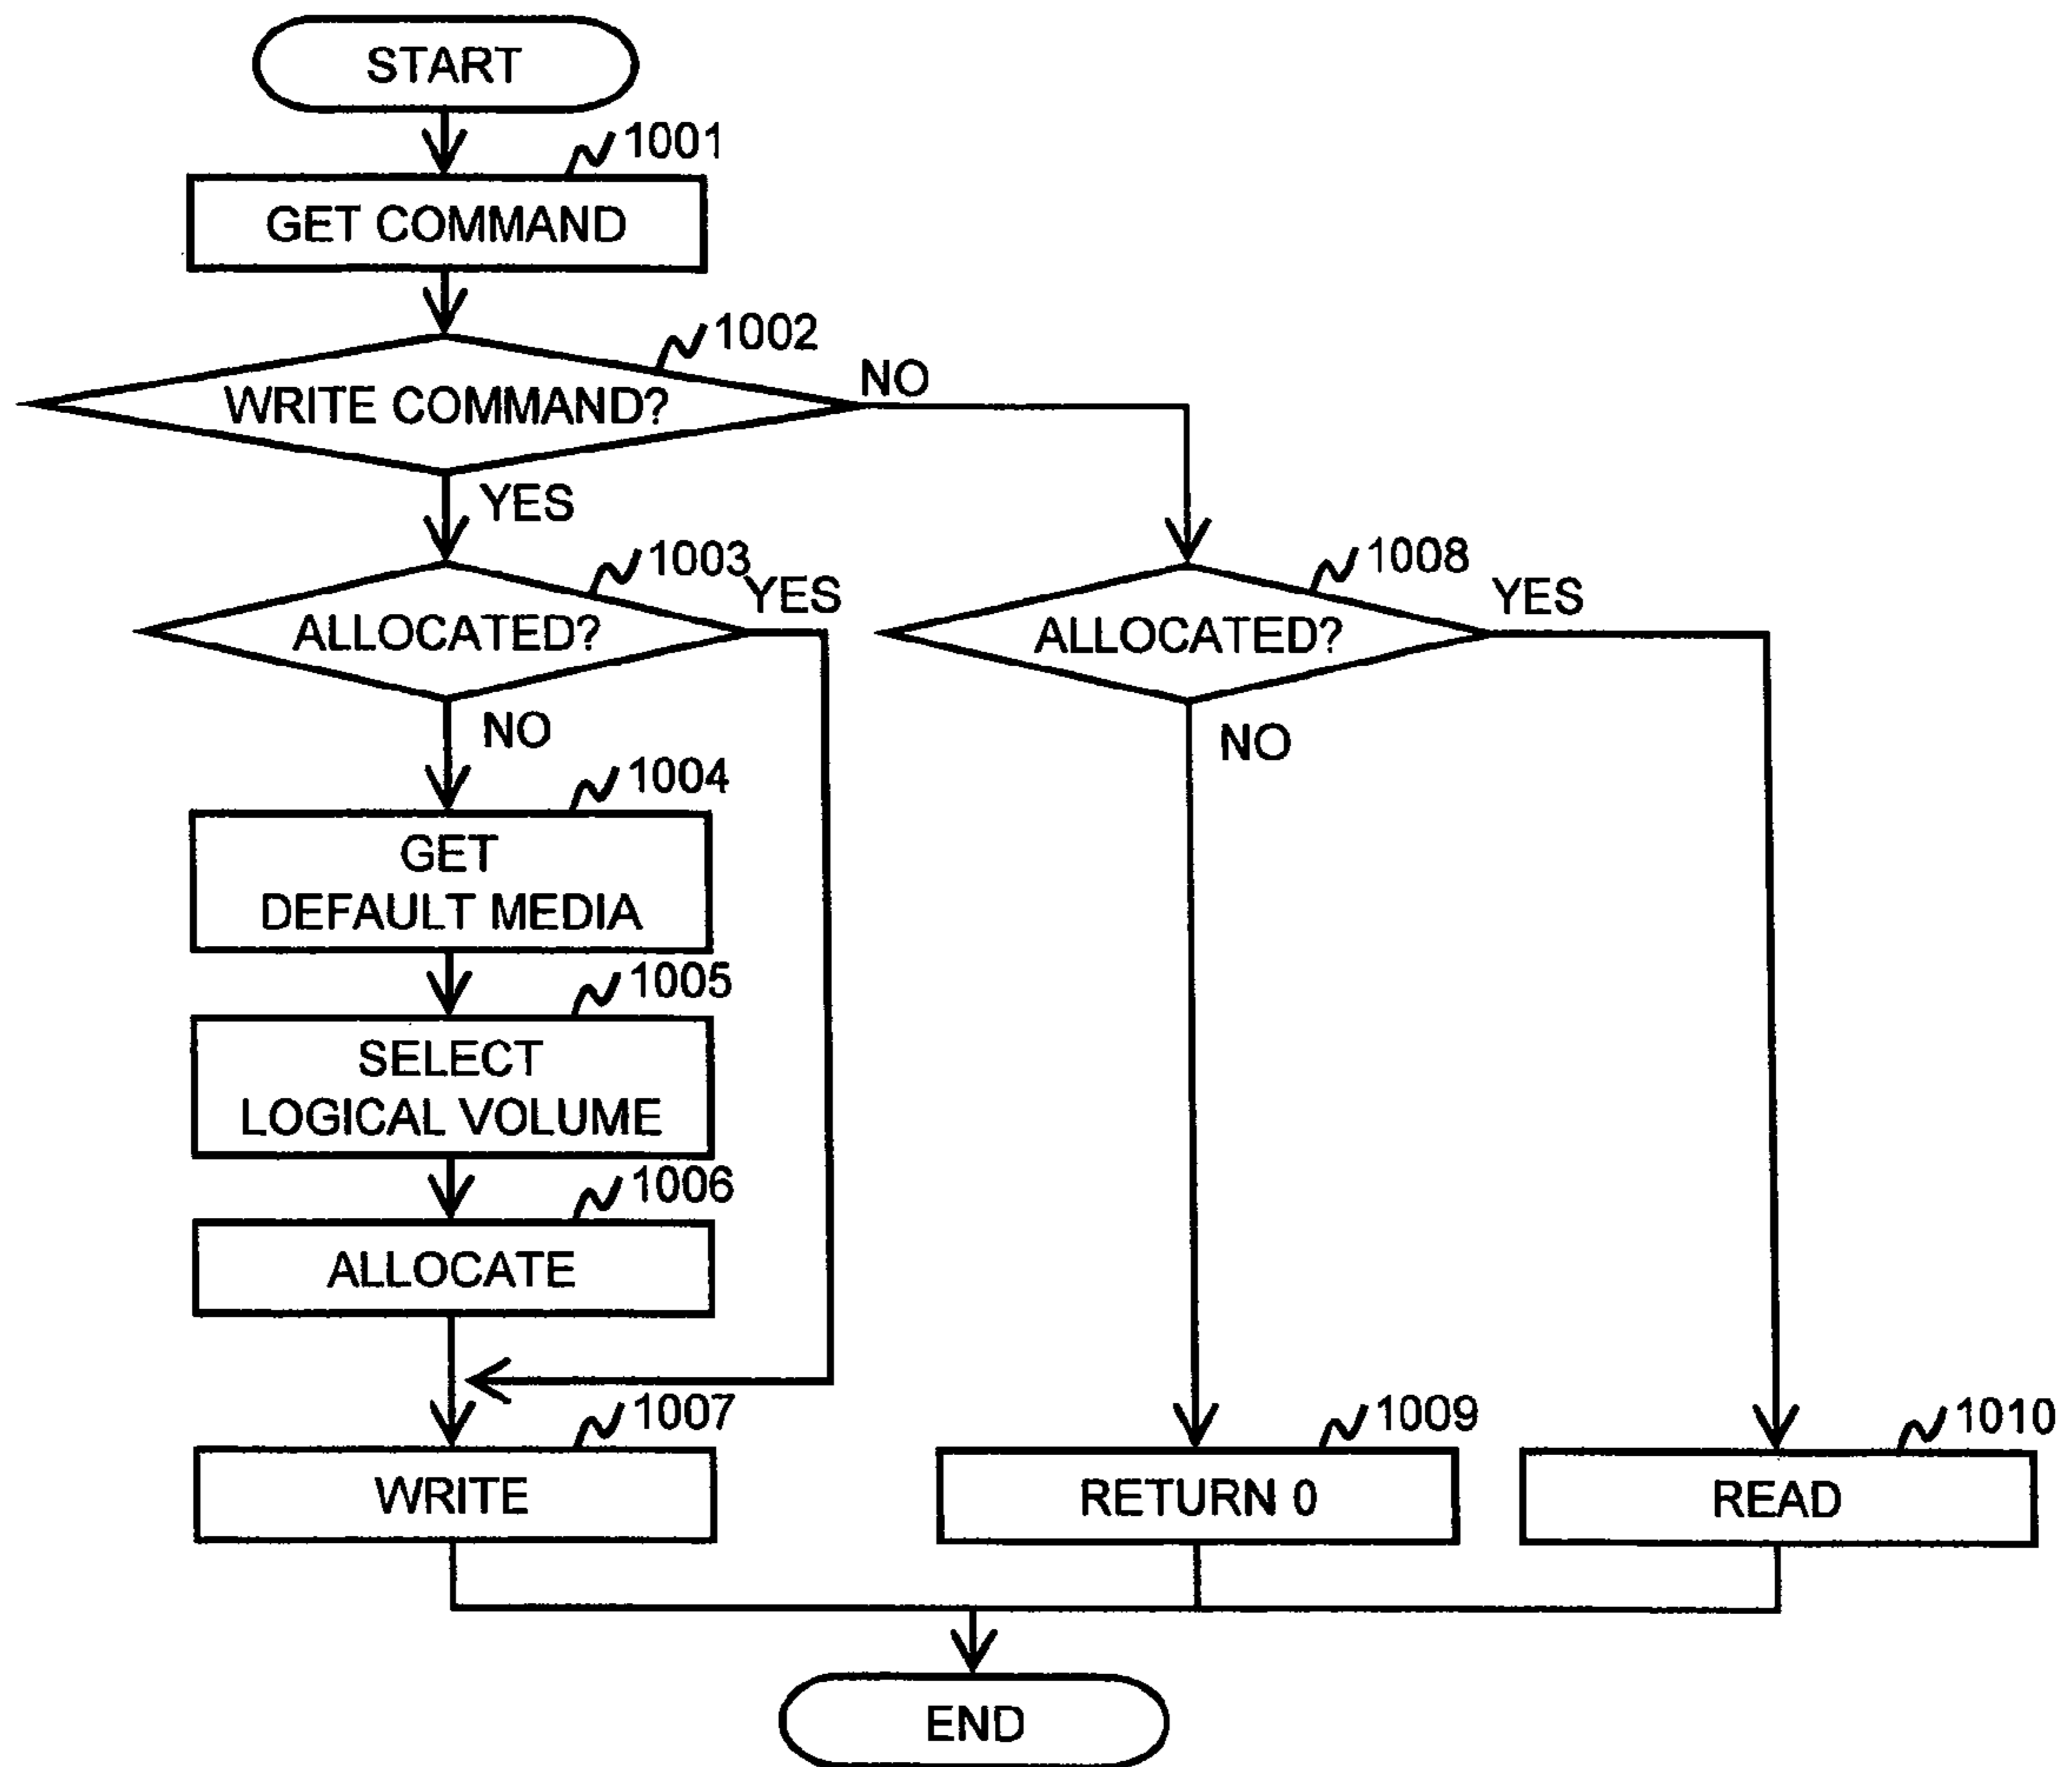 START
1001
GET COMMAND
1002
WRITE COMMAND?
NO
YES
1003
YES
ALLOCATED?
NO
1008
YES
ALLOCATED?
NO
1004
GET
DEFAULT MEDIA
1005
SELECT
LOGICAL VOLUME
1006
ALLOCATE
1007
WRITE
1009
RETURN 0
1010
READ
END